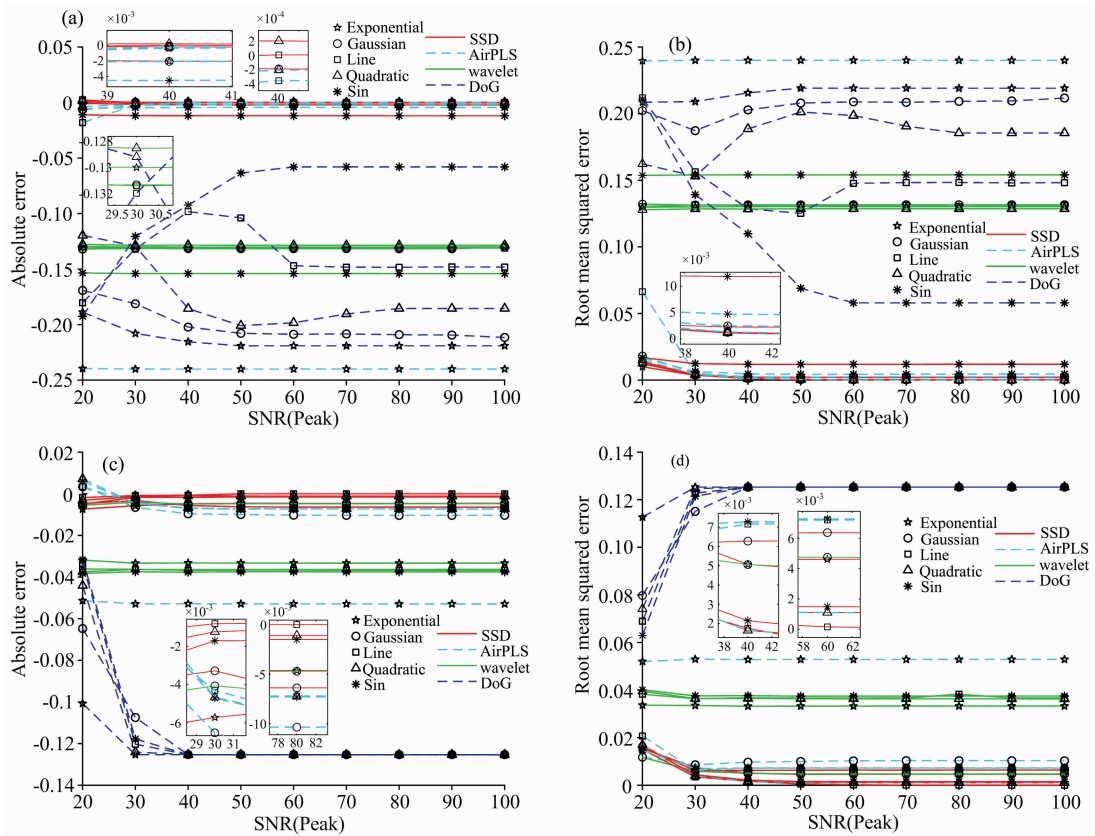 (a)
×10⁻³
0
-2
-4
39
40
41
×10⁻⁴
2
0
-2
-4
40
Exponential
Gaussian
Line
Quadratic
Sin
SSD
AirPLS
wavelet
DoG
-0.128
-0.13
-0.132
29.5
30
30.5
0.05
0
-0.05
-0.10
-0.15
-0.20
-0.25
Absolute error
20
30
40
50
60
70
80
90
100
SNR(Peak)
(b)
0.25
0.20
0.15
0.10
0.05
0
Root mean squared error
Exponential
Gaussian
Line
Quadratic
Sin
SSD
AirPLS
wavelet
DoG
×10⁻³
10
5
0
38
40
42
20
30
40
50
60
70
80
90
100
SNR(Peak)
(c)
0.02
0
-0.02
-0.04
-0.06
-0.08
-0.1
-0.12
-0.14
Absolute error
×10⁻³
-2
-4
-6
29
30
31
×10⁻³
0
-5
-10
78
80
82
Exponential
Gaussian
Line
Quadratic
Sin
SSD
AirPLS
wavelet
DoG
20
30
40
50
60
70
80
90
100
SNR(Peak)
(d)
0.14
0.12
0.10
0.08
0.06
0.04
0.02
0
Root mean squared error
×10⁻³
7
6
5
4
3
2
38
40
42
×10⁻³
6
4
2
0
58
60
62
Exponential
Gaussian
Line
Quadratic
Sin
SSD
AirPLS
wavelet
DoG
20
30
40
50
60
70
80
90
100
SNR(Peak)